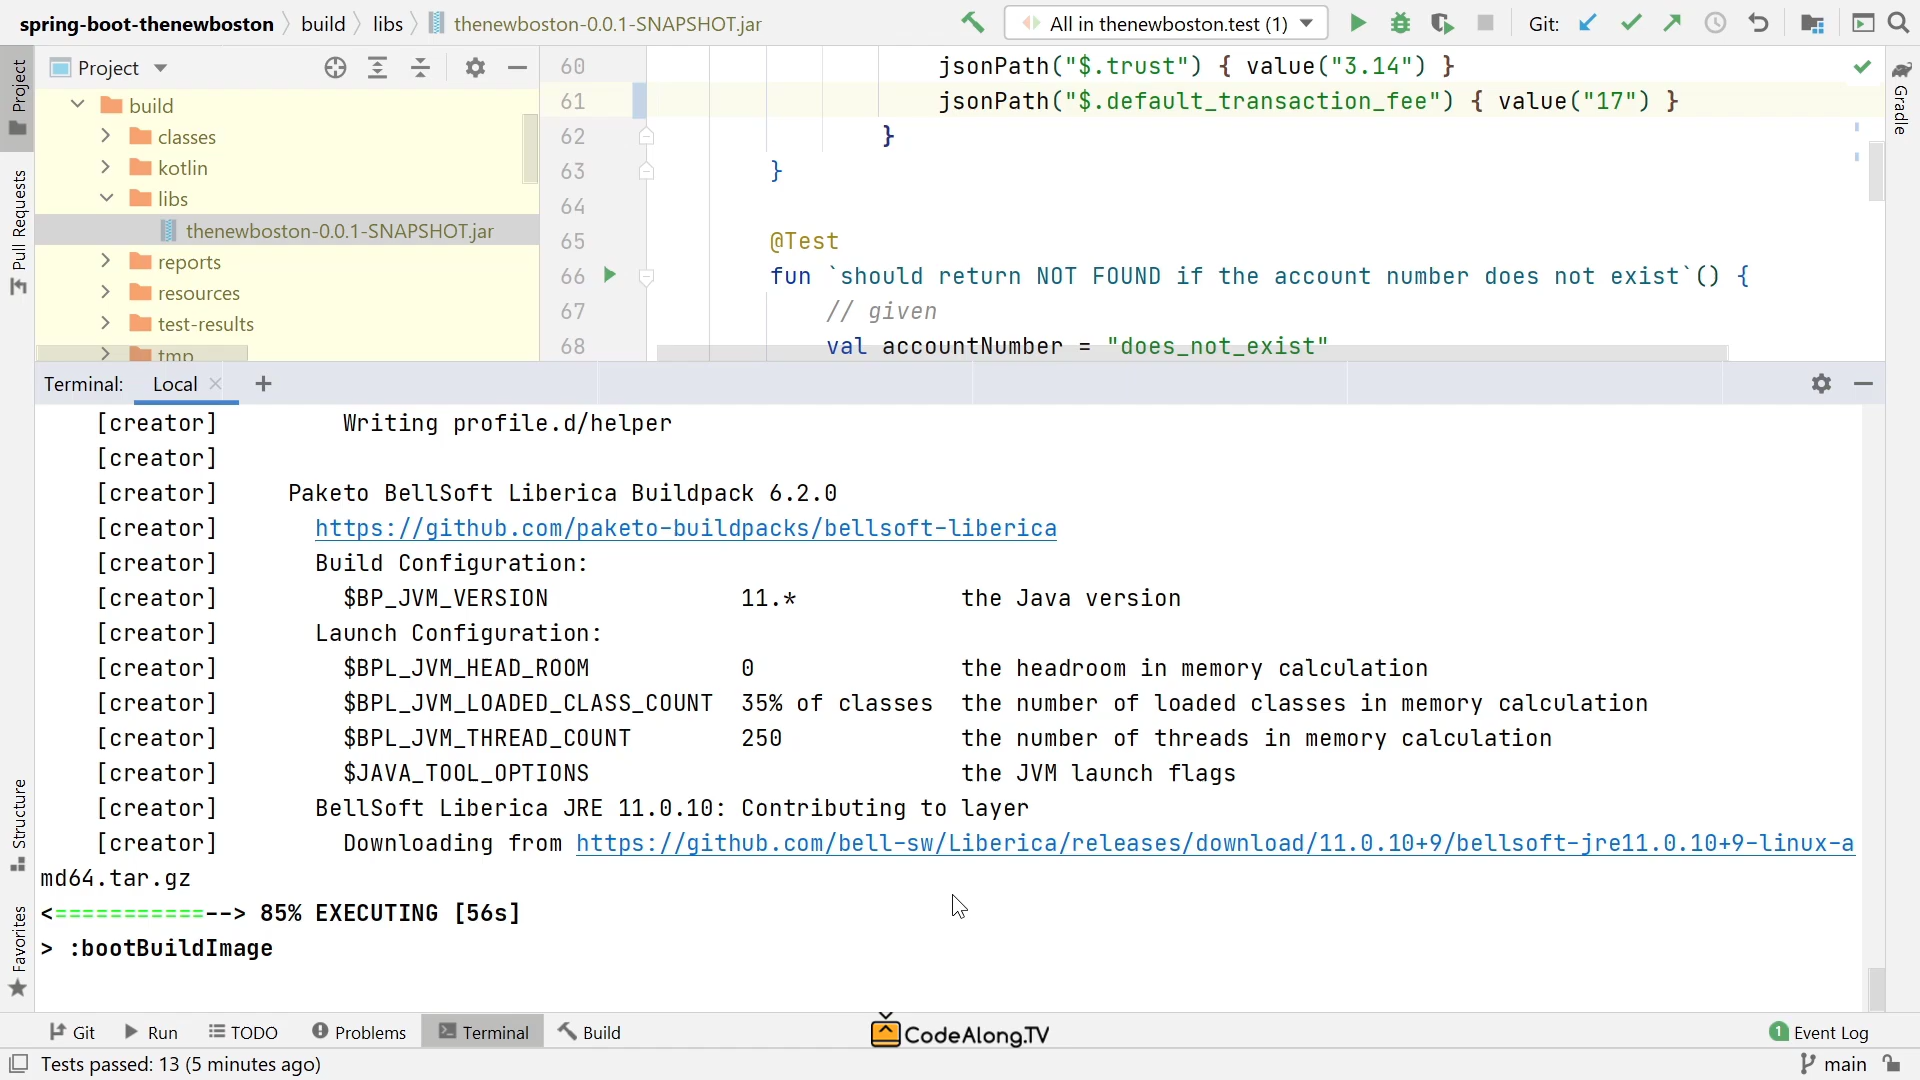 spring-boot-thenewboston build libs thenewboston-0.0.1-SNAPSHOT.jar All in thenewboston.test (1) Git:
Project
Pull Requests
Structure
Favorites
Gradle
Project
build
classes
kotlin
libs
thenewboston-0.0.1-SNAPSHOT.jar
reports
resources
test-results
tmp
60 jsonPath("$.trust") { value("3.14") }
61 jsonPath("$.default_transaction_fee") { value("17") }
62 }
63 }
64
65 @Test
66 fun `should return NOT FOUND if the account number does not exist`() {
67 // given
68 val accountNumber = "does_not_exist"
Terminal: Local × +
[creator] Writing profile.d/helper
[creator]
[creator] Paketo BellSoft Liberica Buildpack 6.2.0
[creator] https://github.com/paketo-buildpacks/bellsoft-liberica
[creator] Build Configuration:
[creator] $BP_JVM_VERSION 11.* the Java version
[creator] Launch Configuration:
[creator] $BPL_JVM_HEAD_ROOM 0 the headroom in memory calculation
[creator] $BPL_JVM_LOADED_CLASS_COUNT 35% of classes the number of loaded classes in memory calculation
[creator] $BPL_JVM_THREAD_COUNT 250 the number of threads in memory calculation
[creator] $JAVA_TOOL_OPTIONS the JVM launch flags
[creator] BellSoft Liberica JRE 11.0.10: Contributing to layer
[creator] Downloading from https://github.com/bell-sw/Liberica/releases/download/11.0.10+9/bellsoft-jre11.0.10+9-linux-a
md64.tar.gz
<===========--> 85% EXECUTING [56s]
> :bootBuildImage
Git Run TODO Problems Terminal Build CodeAlong.TV 1 Event Log
Tests passed: 13 (5 minutes ago) main